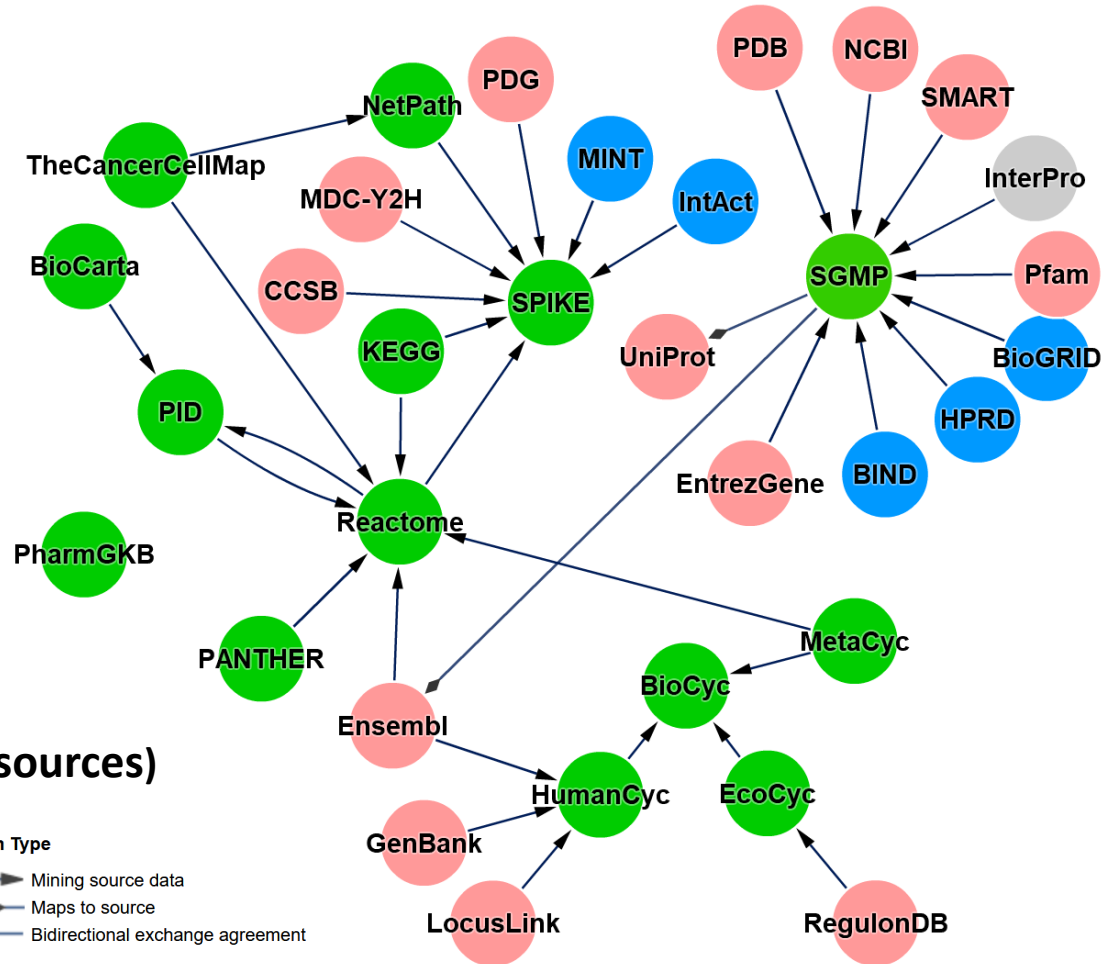 PDB
NCBI
PDG
SMART
NetPath
MINT
TheCancerCellMap
InterPro
MDC-Y2H
IntAct
BioCarta
SGMP
Pfam
CCSB
SPIKE
KEGG
UniProt
BioGRID
PID
HPRD
EntrezGene
BIND
Reactome
PharmGKB
MetaCyc
PANTHER
BioCyc
Ensembl
sources)
HumanCyc
EcoCyc
GenBank
Type
Mining source data
Maps to source
LocusLink
RegulonDB
Bidirectional exchange agreement